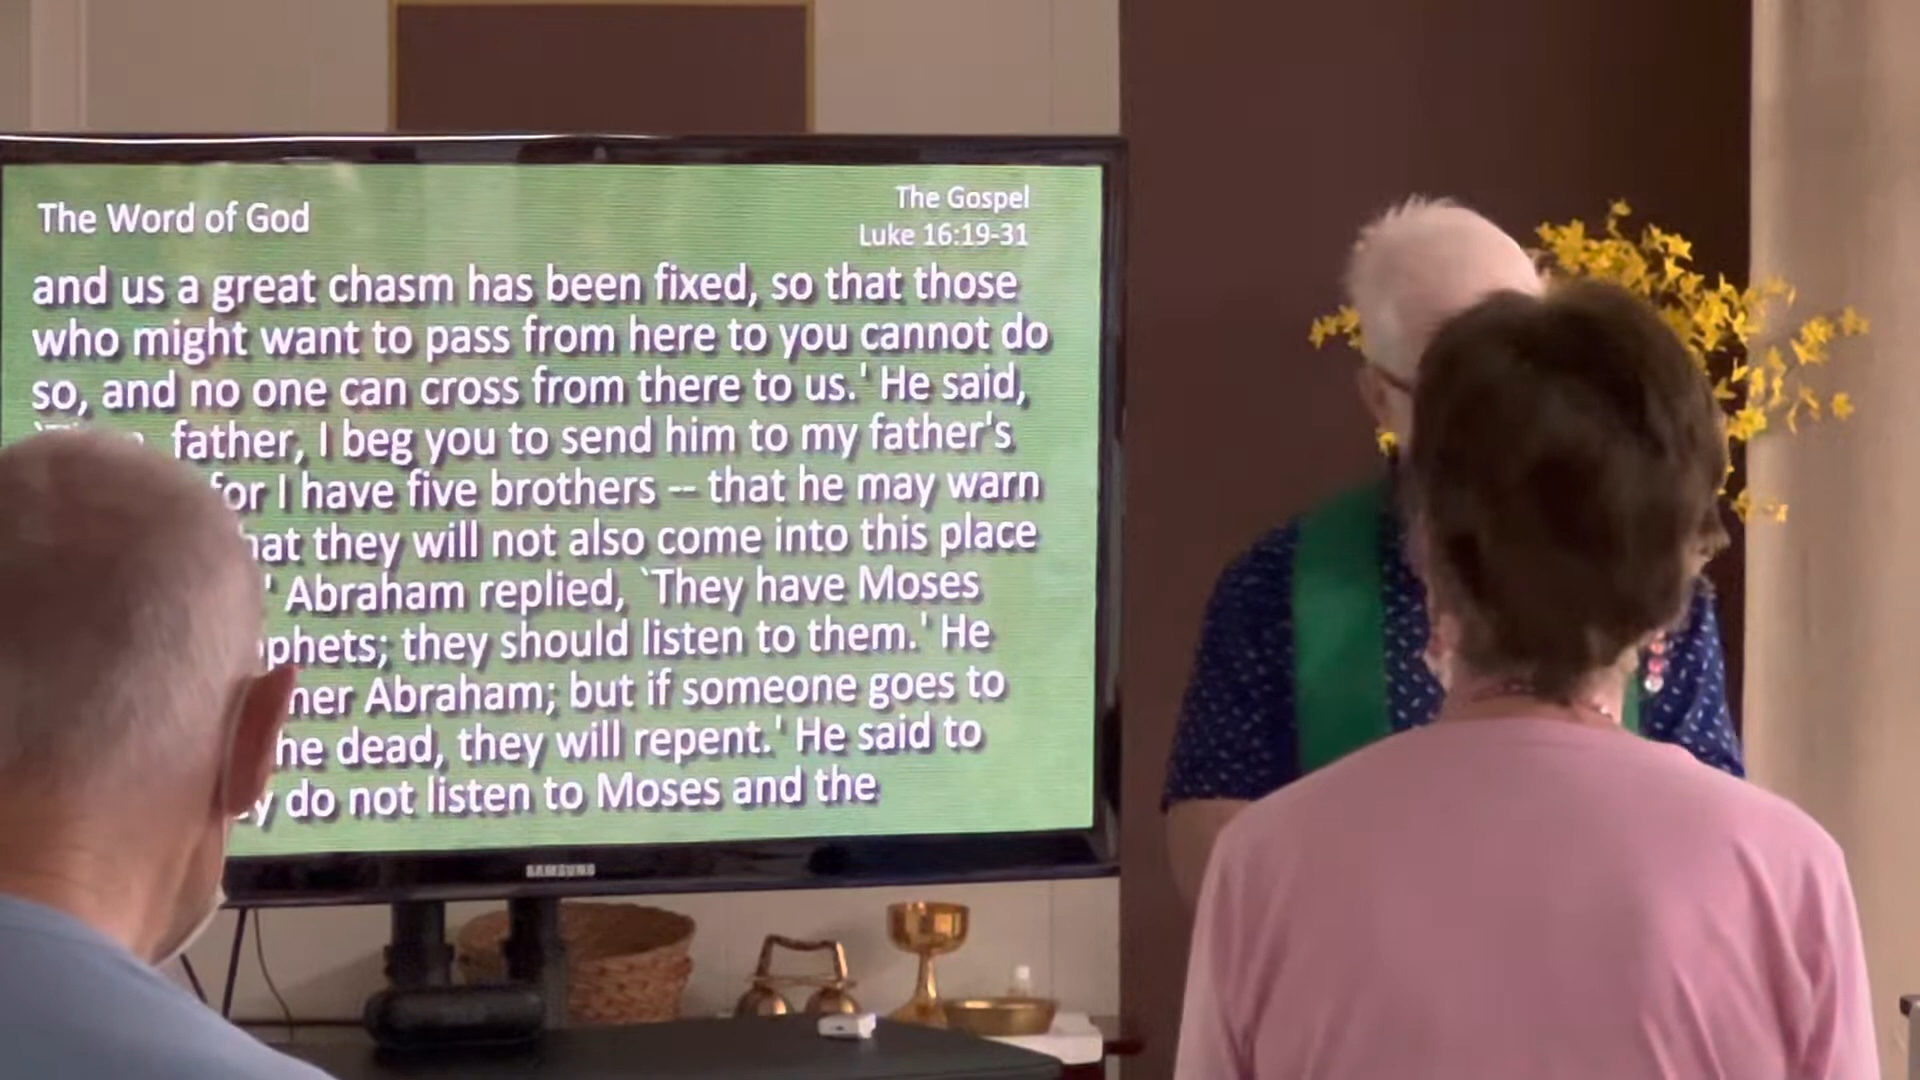 The Word of God
The Gospel
Luke 16:19-31
and us a great chasm has been fixed, so that those
who might want to pass from here to you cannot do
so, and no one can cross from there to us.' He said,
father, I beg you to send him to my father's
for I have five brothers -- that he may warn
they will not also come into this place
' Abraham replied, `They have Moses
they should listen to them.' He
Abraham; but if someone goes to
dead, they will repent.' He said to
do not listen to Moses and the
SAMSUNG